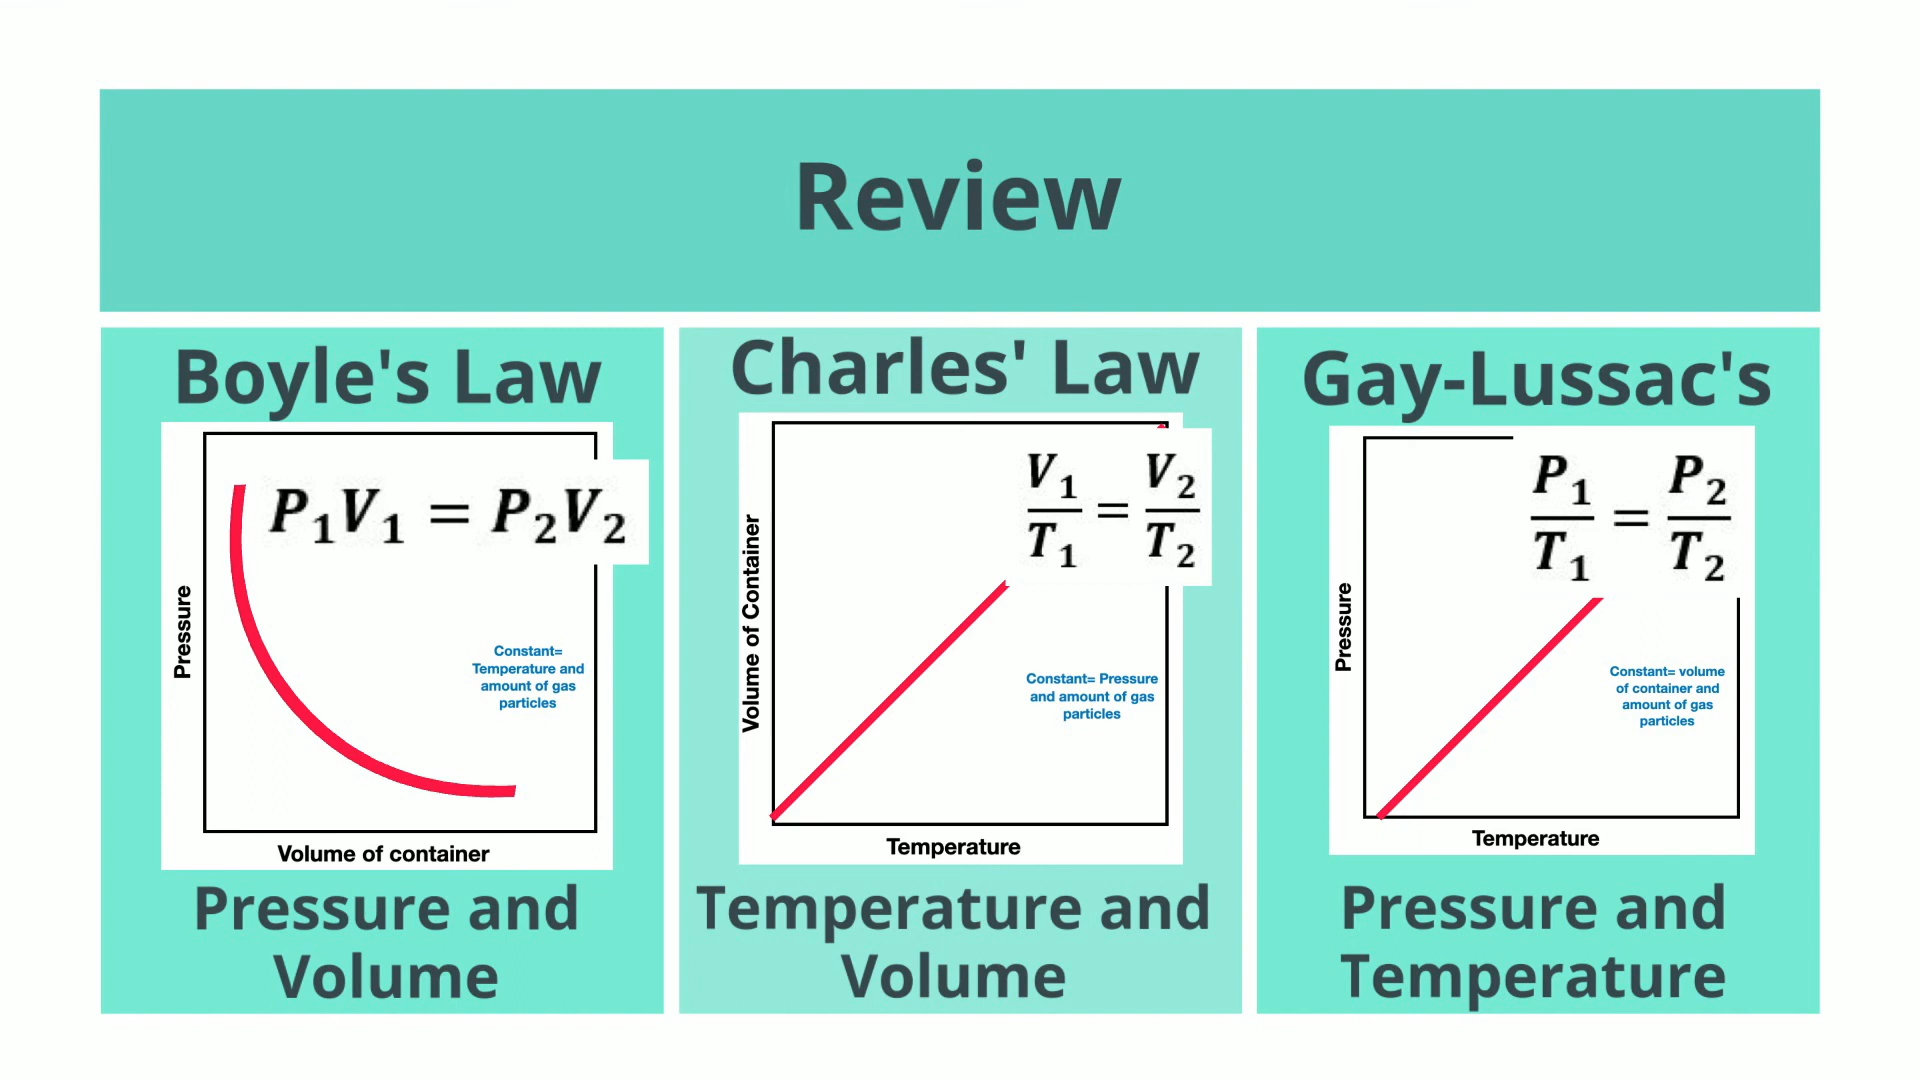 Review
Boyle's Law
P₁V₁ = P₂V₂
Pressure
Constant=
Temperature and
amount of gas
particles
Volume of container
Pressure and
Volume
Charles' Law
V₁/T₁ = V₂/T₂
Volume of Container
Constant= Pressure
and amount of gas
particles
Temperature
Temperature and
Volume
Gay-Lussac's
P₁/T₁ = P₂/T₂
Pressure
Constant= volume
of container and
amount of gas
particles
Temperature
Pressure and
Temperature